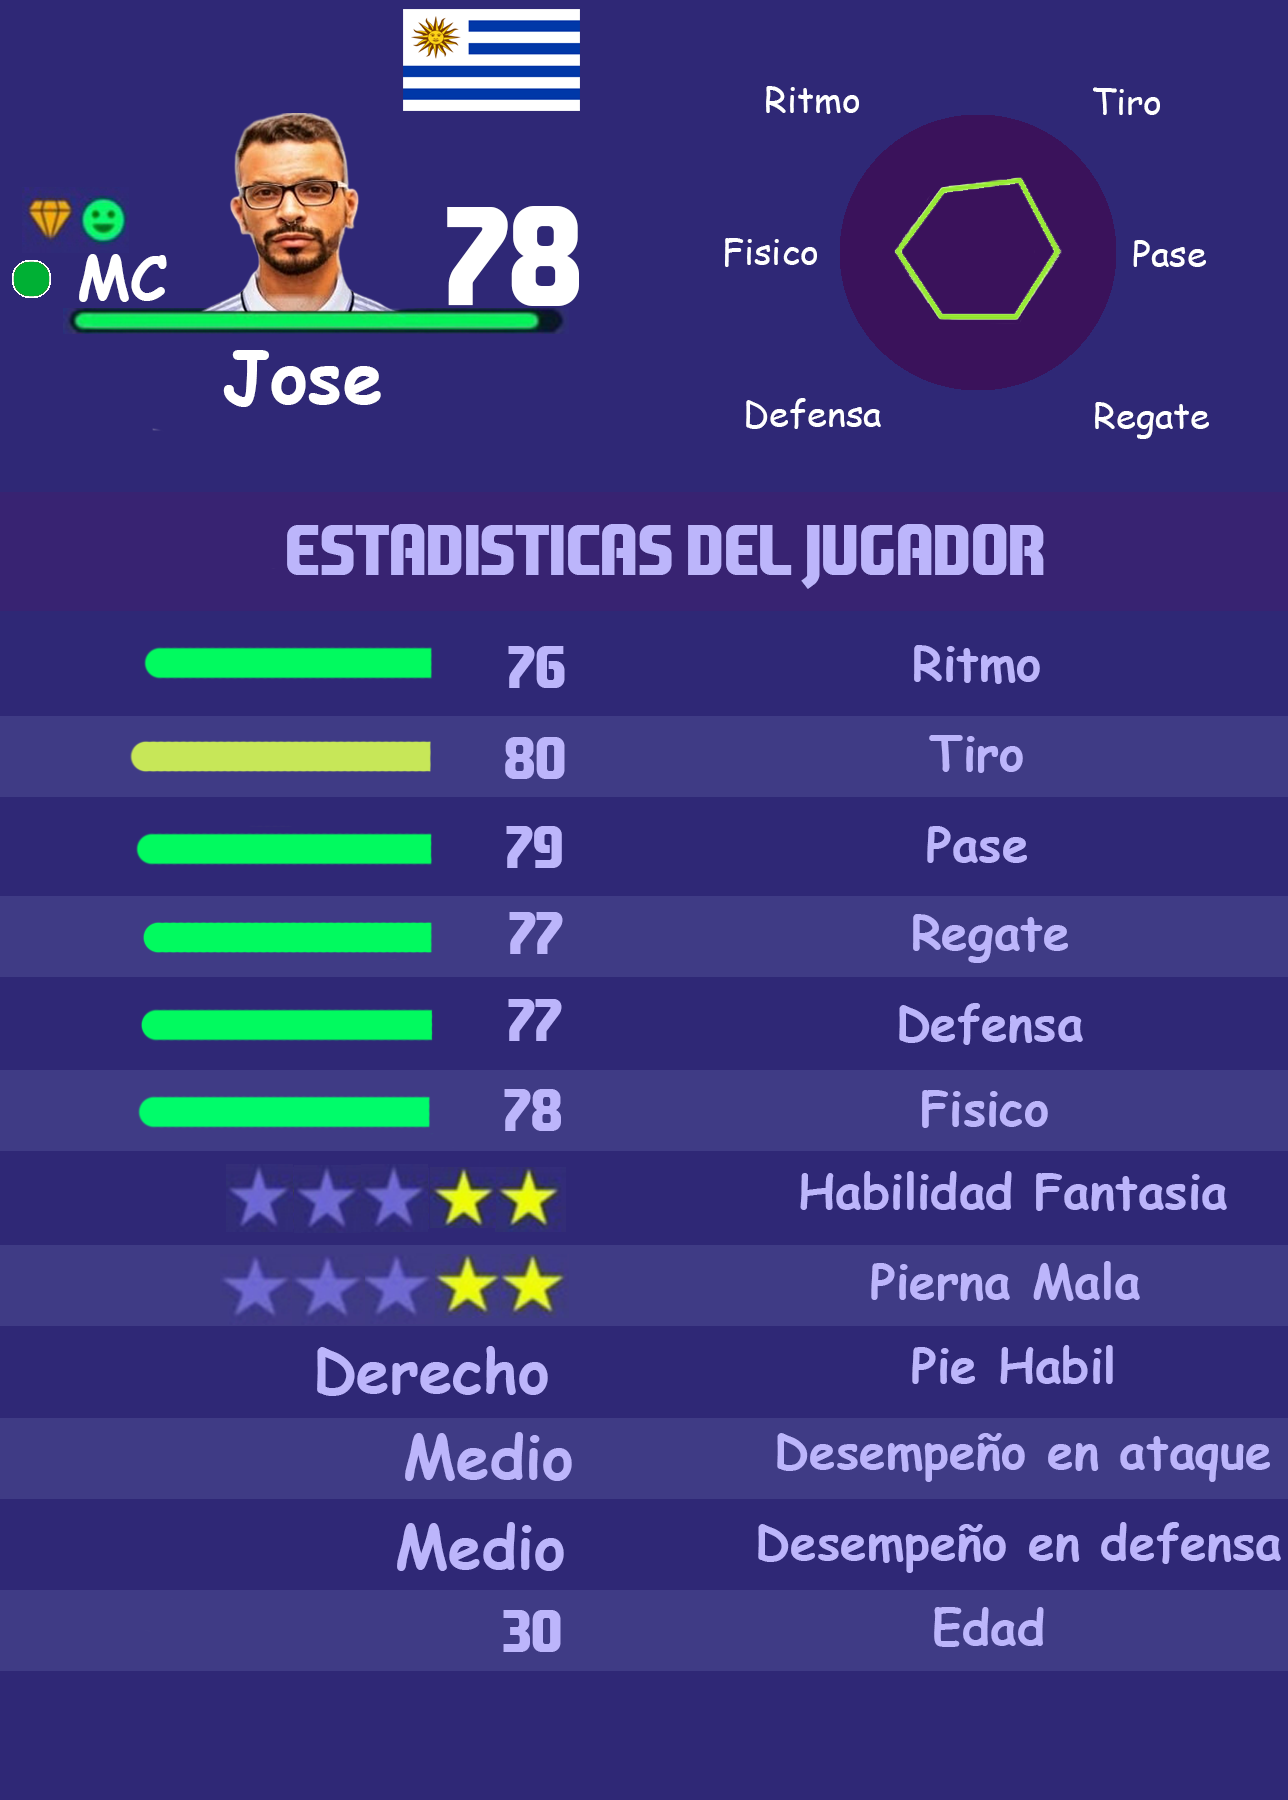 Ritmo
Tiro
Fisico
Pase
Defensa
Regate
MC
78
Jose
ESTADISTICAS DEL JUGADOR
76 Ritmo
80 Tiro
79 Pase
77 Regate
77 Defensa
78 Fisico
Habilidad Fantasia
Pierna Mala
Derecho Pie Habil
Medio Desempeño en ataque
Medio Desempeño en defensa
30 Edad